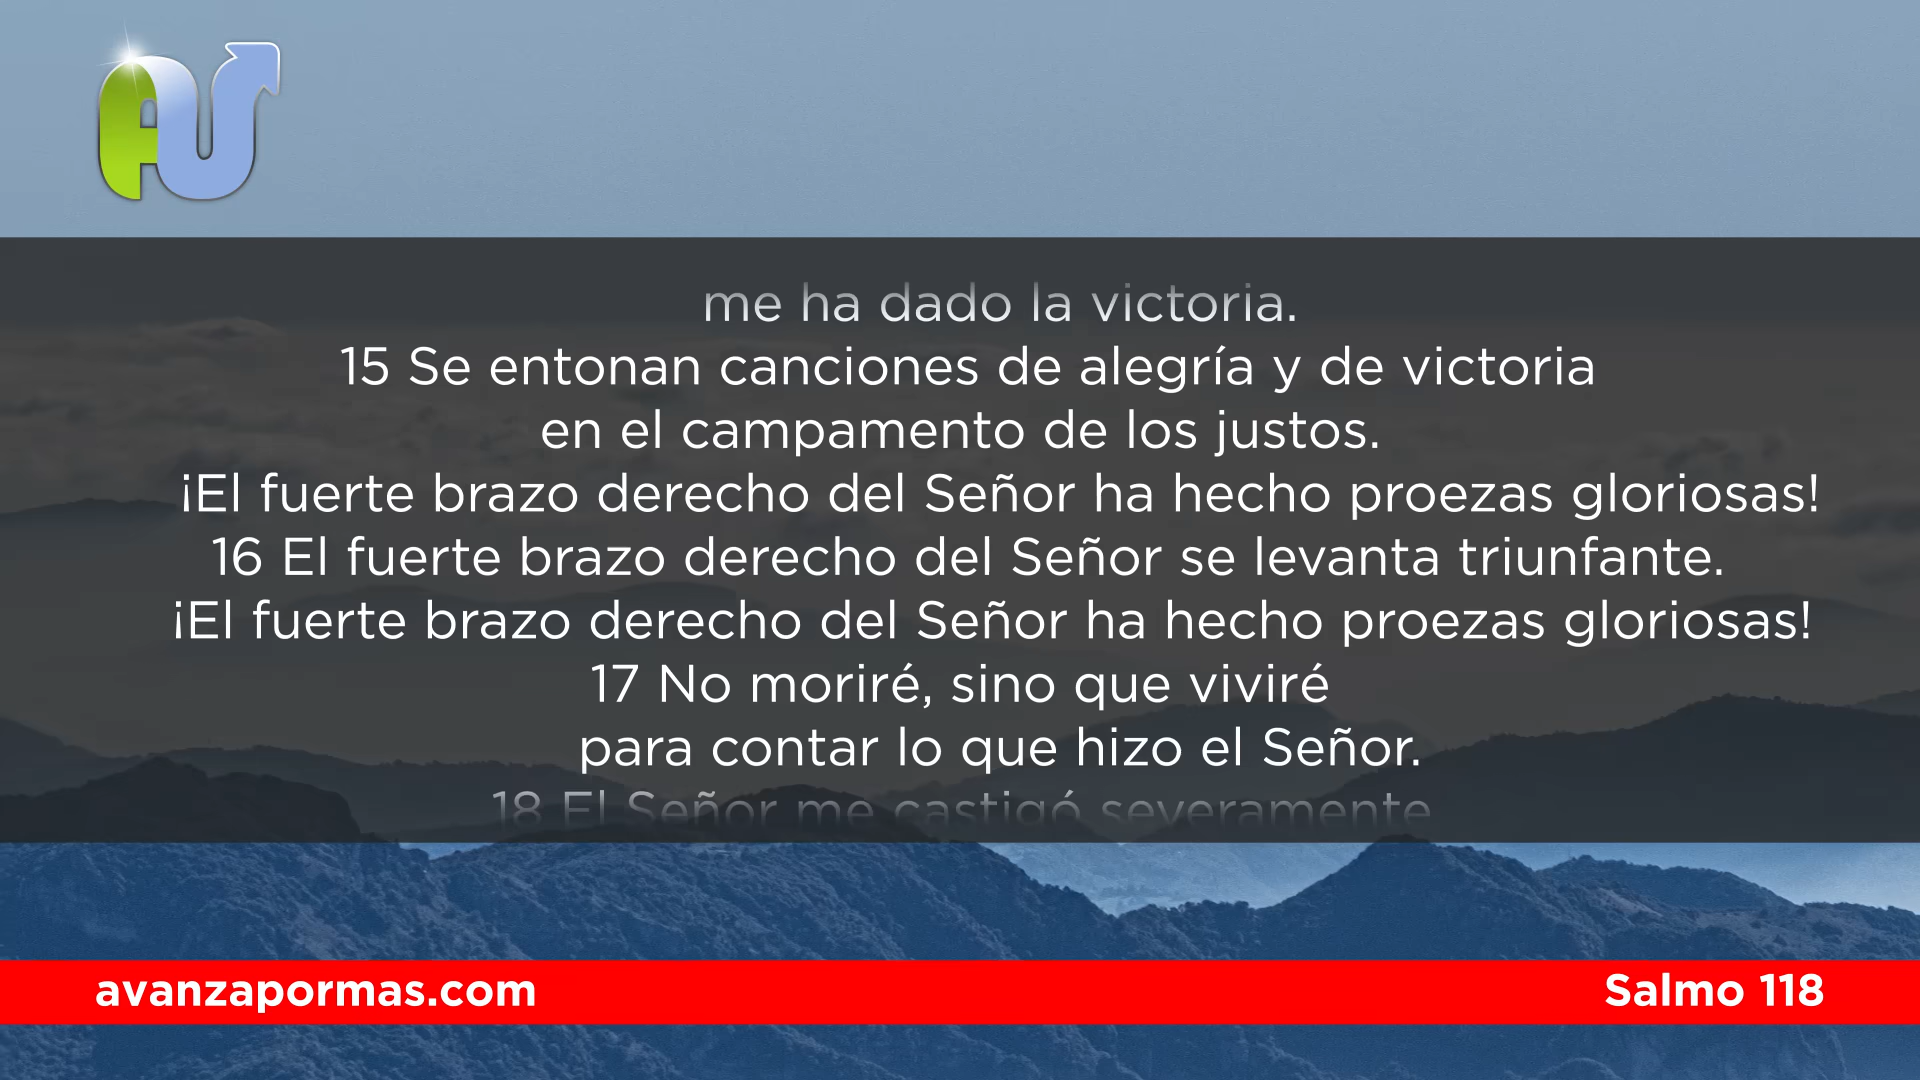 me ha dado la victoria.
15 Se entonan canciones de alegría y de victoria
en el campamento de los justos.
¡El fuerte brazo derecho del Señor ha hecho proezas gloriosas!
16 El fuerte brazo derecho del Señor se levanta triunfante.
¡El fuerte brazo derecho del Señor ha hecho proezas gloriosas!
17 No moriré, sino que viviré
para contar lo que hizo el Señor.
18 El Señor me castigó severamente
avanzapormas.com
Salmo 118